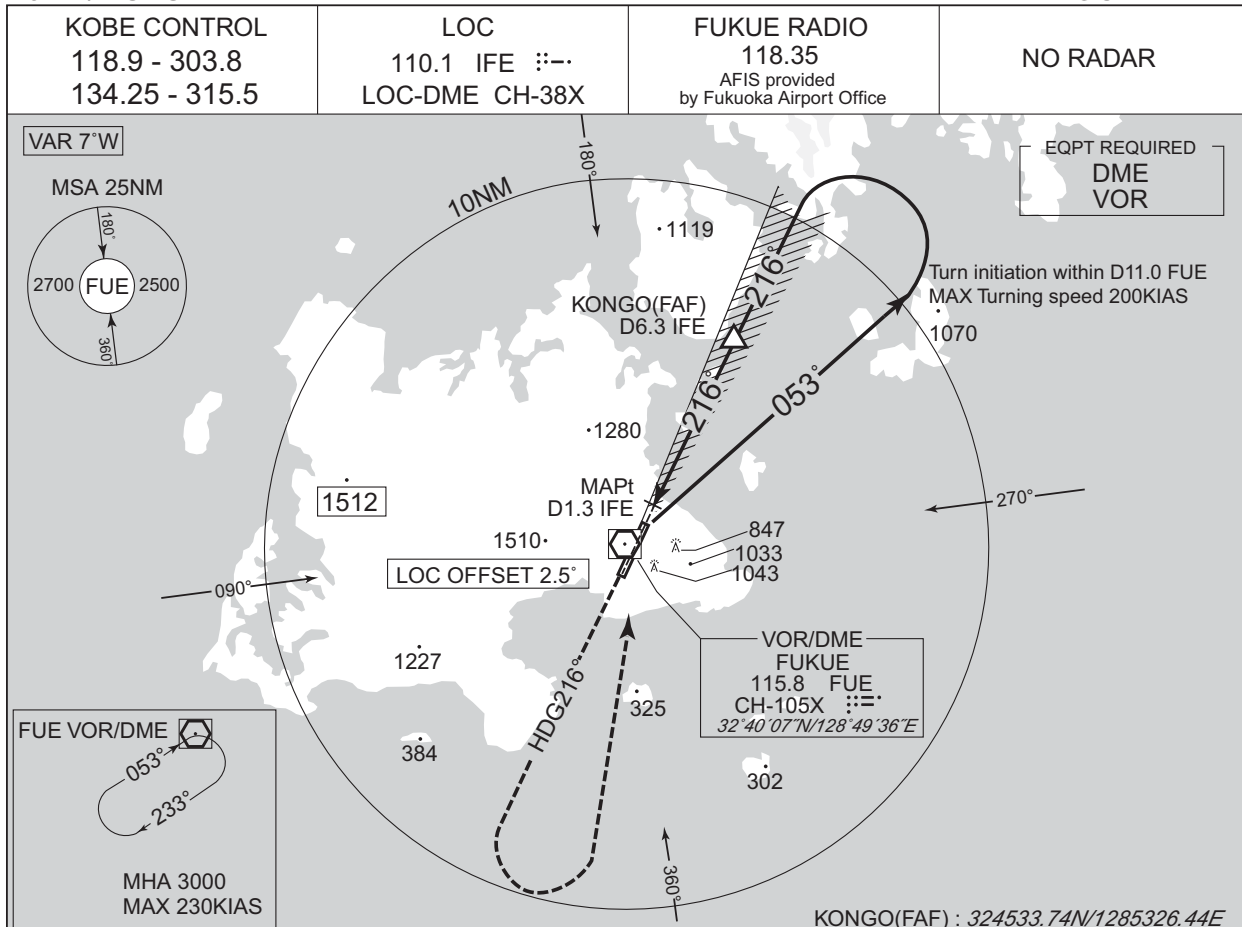 KOBE CONTROL
118.9 - 303.8
134.25 - 315.5
LOC
110.1 IFE
LOC-DME CH-38X
FUKUE RADIO
118.35
AFIS provided
by Fukuoka Airport Office
NO RADAR
VAR 7°W
MSA 25NM
180°
2700
FUE
2500
360°
180°
10NM
1119
EQPT REQUIRED
DME
VOR
216°
KONGO(FAF)
D6.3 IFE
Turn initiation within D11.0 FUE
MAX Turning speed 200KIAS
1070
216°
053°
1280
1512
MAPt
D1.3 IFE
270°
1510
847
1033
1043
LOC OFFSET 2.5°
090°
1227
HDG216°
VOR/DME
FUKUE
115.8 FUE
CH-105X
32°40´07˝N/128°49´36˝E
325
384
302
FUE VOR/DME
053°
233°
MHA 3000
MAX 230KIAS
360°
KONGO(FAF) : 324533.74N/1285326.44E